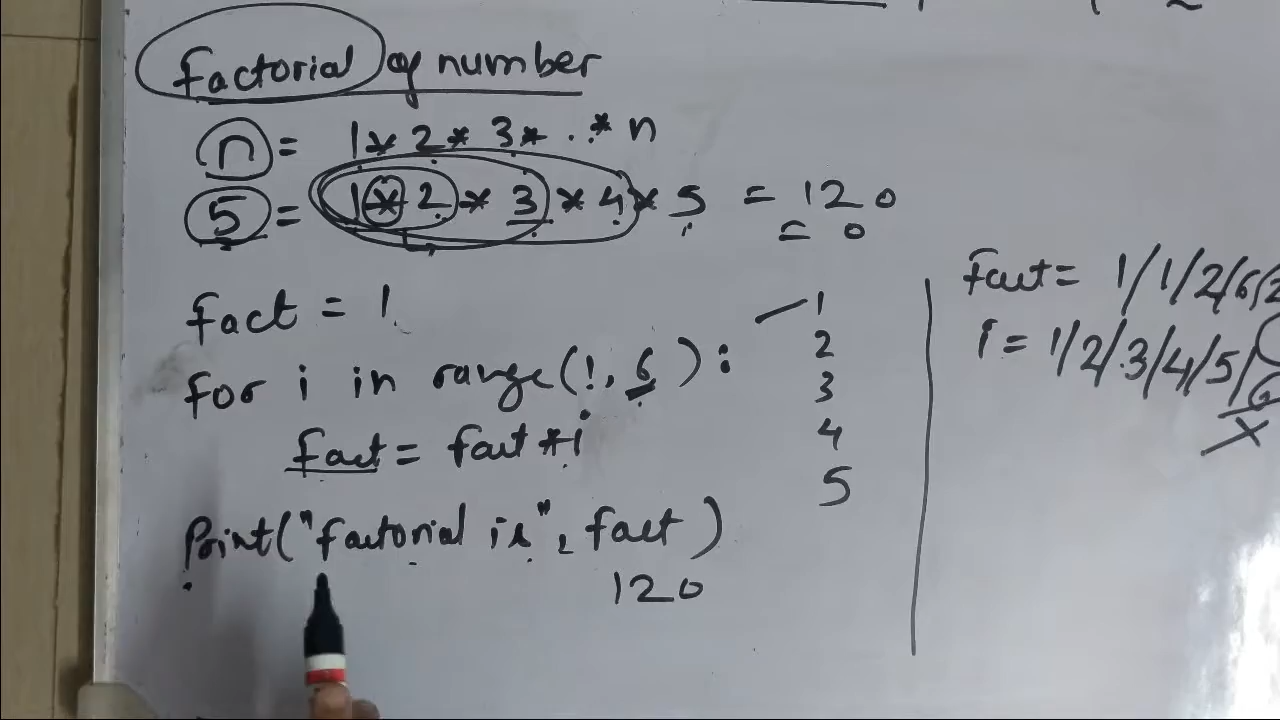 factorial of number
n = 1 * 2 * 3 * . . * n
5 = 1 * 2 * 3 * 4 * 5 = 120
= 0
fact = 1
for i in range(1, 6):
fact = fact * i
print("factorial is", fact)
120
1
2
3
4
5
fact = 1/1/2/6/2
i = 1/2/3/4/5/